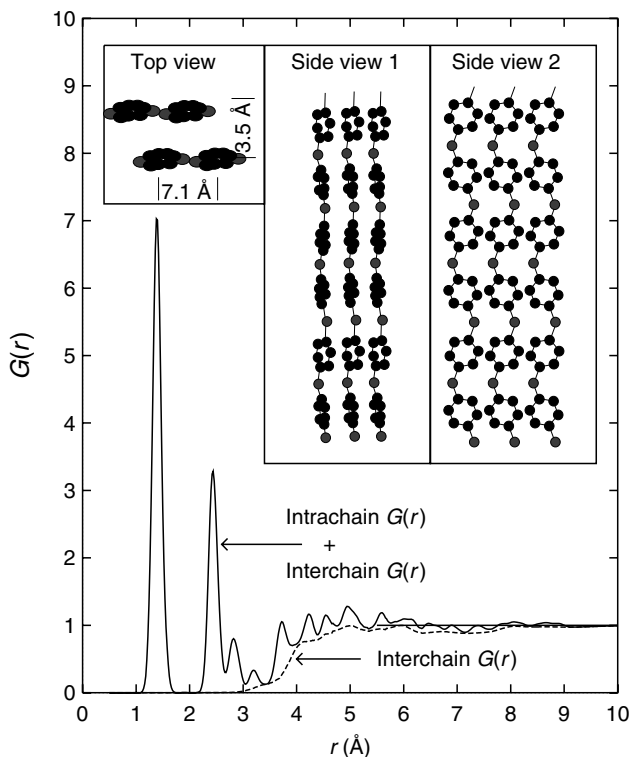 10
9
8
7
6
5
4
3
2
1
0
G(r)
Top view
3.5 Å
7.1 Å
Side view 1
Side view 2
Intrachain G(r)
+
Interchain G(r)
Interchain G(r)
0 1 2 3 4 5 6 7 8 9 10
r (Å)